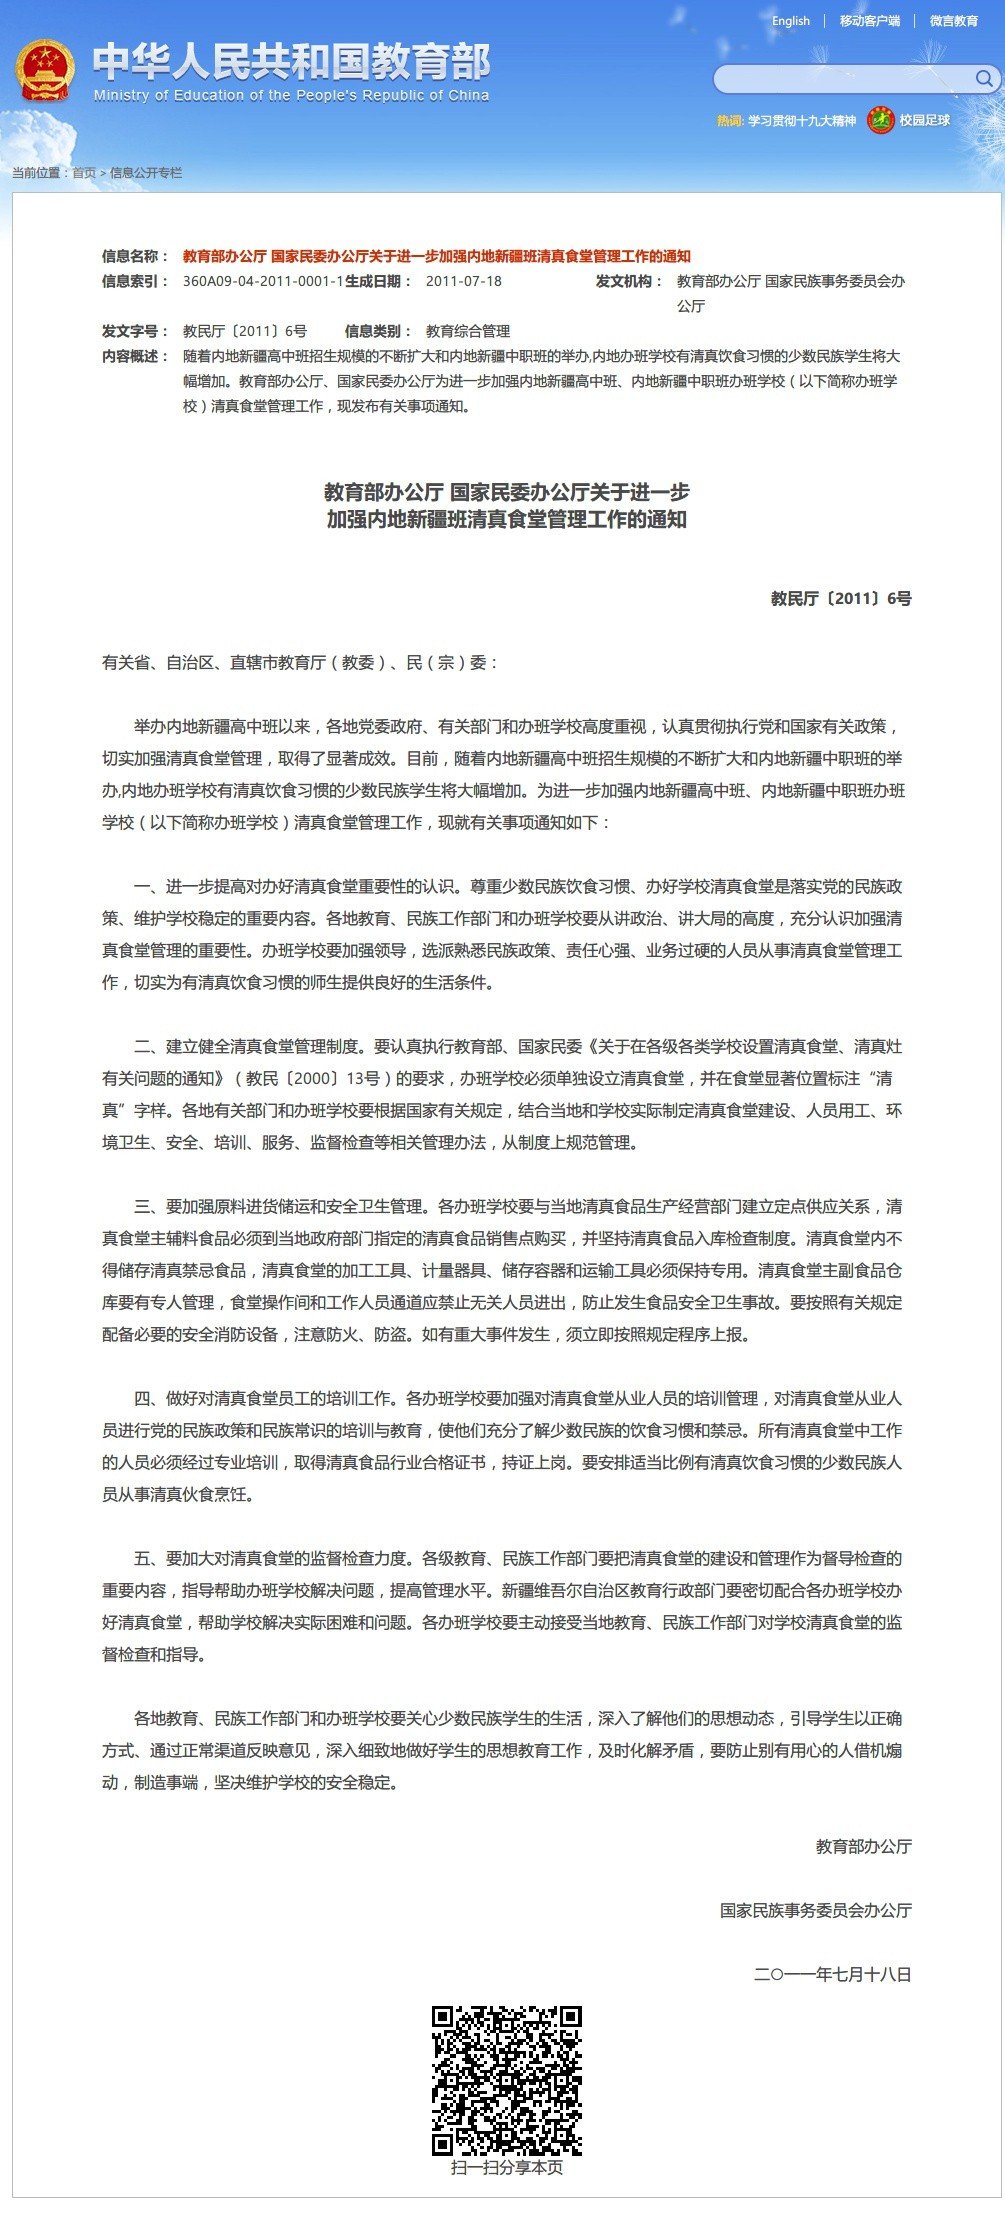 English | 移动客户端 | 微言教育
中华人民共和国教育部
Ministry of Education of the People's Republic of China
热词: 学习贯彻十九大精神 校园足球
当前位置：首页 > 信息公开专栏
信息名称： 教育部办公厅 国家民委办公厅关于进一步加强内地新疆班清真食堂管理工作的通知
信息索引： 360A09-04-2011-0001-1 生成日期： 2011-07-18 发文机构： 教育部办公厅 国家民族事务委员会办
公厅
发文字号： 教民厅〔2011〕6号 信息类别： 教育综合管理
内容概述： 随着内地新疆高中班招生规模的不断扩大和内地新疆中职班的举办,内地办班学校有清真饮食习惯的少数民族学生将大
幅增加。教育部办公厅、国家民委办公厅为进一步加强内地新疆高中班、内地新疆中职班办班学校（以下简称办班学
校）清真食堂管理工作，现发布有关事项通知。
教育部办公厅 国家民委办公厅关于进一步
加强内地新疆班清真食堂管理工作的通知
教民厅〔2011〕6号
有关省、自治区、直辖市教育厅（教委）、民（宗）委：
举办内地新疆高中班以来，各地党委政府、有关部门和办班学校高度重视，认真贯彻执行党和国家有关政策，
切实加强清真食堂管理，取得了显著成效。目前，随着内地新疆高中班招生规模的不断扩大和内地新疆中职班的举
办,内地办班学校有清真饮食习惯的少数民族学生将大幅增加。为进一步加强内地新疆高中班、内地新疆中职班办班
学校（以下简称办班学校）清真食堂管理工作，现就有关事项通知如下：
一、进一步提高对办好清真食堂重要性的认识。尊重少数民族饮食习惯、办好学校清真食堂是落实党的民族政
策、维护学校稳定的重要内容。各地教育、民族工作部门和办班学校要从讲政治、讲大局的高度，充分认识加强清
真食堂管理的重要性。办班学校要加强领导，选派熟悉民族政策、责任心强、业务过硬的人员从事清真食堂管理工
作，切实为有清真饮食习惯的师生提供良好的生活条件。
二、建立健全清真食堂管理制度。要认真执行教育部、国家民委《关于在各级各类学校设置清真食堂、清真灶
有关问题的通知》（教民〔2000〕13号）的要求，办班学校必须单独设立清真食堂，并在食堂显著位置标注“清
真”字样。各地有关部门和办班学校要根据国家有关规定，结合当地和学校实际制定清真食堂建设、人员用工、环
境卫生、安全、培训、服务、监督检查等相关管理办法，从制度上规范管理。
三、要加强原料进货储运和安全卫生管理。各办班学校要与当地清真食品生产经营部门建立定点供应关系，清
真食堂主辅料食品必须到当地政府部门指定的清真食品销售点购买，并坚持清真食品入库检查制度。清真食堂内不
得储存清真禁忌食品，清真食堂的加工工具、计量器具、储存容器和运输工具必须保持专用。清真食堂主副食品仓
库要有专人管理，食堂操作间和工作人员通道应禁止无关人员进出，防止发生食品安全卫生事故。要按照有关规定
配备必要的安全消防设备，注意防火、防盗。如有重大事件发生，须立即按照规定程序上报。
四、做好对清真食堂员工的培训工作。各办班学校要加强对清真食堂从业人员的培训管理，对清真食堂从业人
员进行党的民族政策和民族常识的培训与教育，使他们充分了解少数民族的饮食习惯和禁忌。所有清真食堂中工作
的人员必须经过专业培训，取得清真食品行业合格证书，持证上岗。要安排适当比例有清真饮食习惯的少数民族人
员从事清真伙食烹饪。
五、要加大对清真食堂的监督检查力度。各级教育、民族工作部门要把清真食堂的建设和管理作为督导检查的
重要内容，指导帮助办班学校解决问题，提高管理水平。新疆维吾尔自治区教育行政部门要密切配合各办班学校办
好清真食堂，帮助学校解决实际困难和问题。各办班学校要主动接受当地教育、民族工作部门对学校清真食堂的监
督检查和指导。
各地教育、民族工作部门和办班学校要关心少数民族学生的生活，深入了解他们的思想动态，引导学生以正确
方式、通过正常渠道反映意见，深入细致地做好学生的思想教育工作，及时化解矛盾，要防止别有用心的人借机煽
动，制造事端，坚决维护学校的安全稳定。
教育部办公厅
国家民族事务委员会办公厅
二○一一年七月十八日
扫一扫分享本页